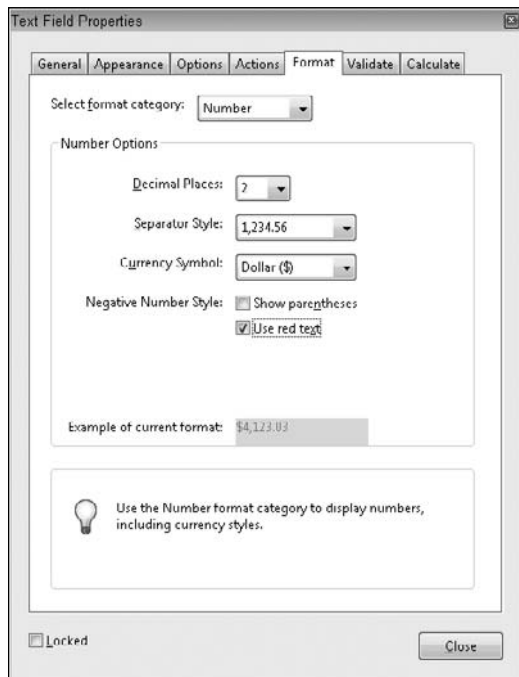 Text Field Properties
General Appearance Options Actions Format Validate Calculate
Select format category: Number
Number Options
Decimal Places: 2
Separator Style: 1,234.56
Currency Symbol: Dollar ($)
Negative Number Style: Show parentheses
Use red text
Example of current format: $4,123.03
Use the Number format category to display numbers,
including currency styles.
Locked
Close